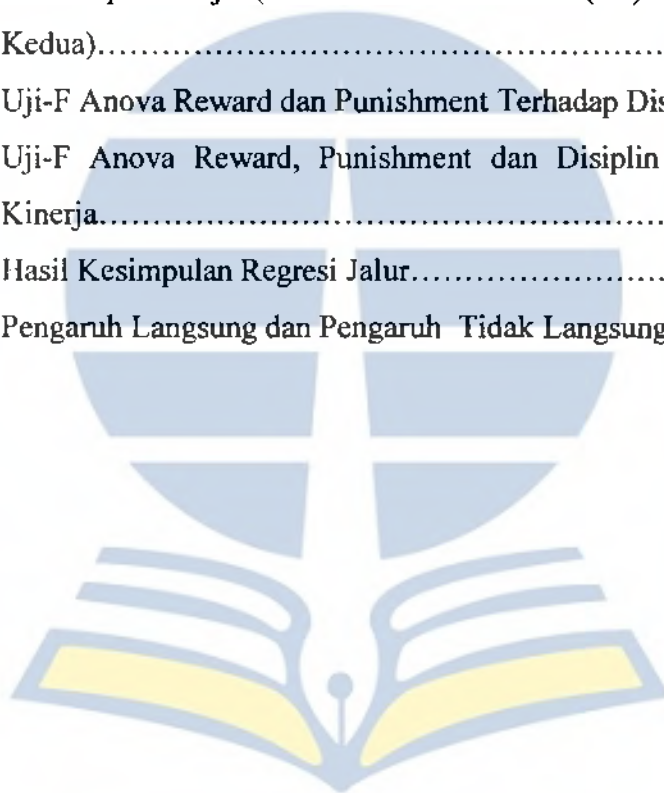 Kedua)……………………………………………
Uji-F Anova Reward dan Punishment Terhadap Dis
Uji-F Anova Reward, Punishment dan Disiplin
Kinerja……………………………………………
Hasil Kesimpulan Regresi Jalur……………………
Pengaruh Langsung dan Pengaruh Tidak Langsung